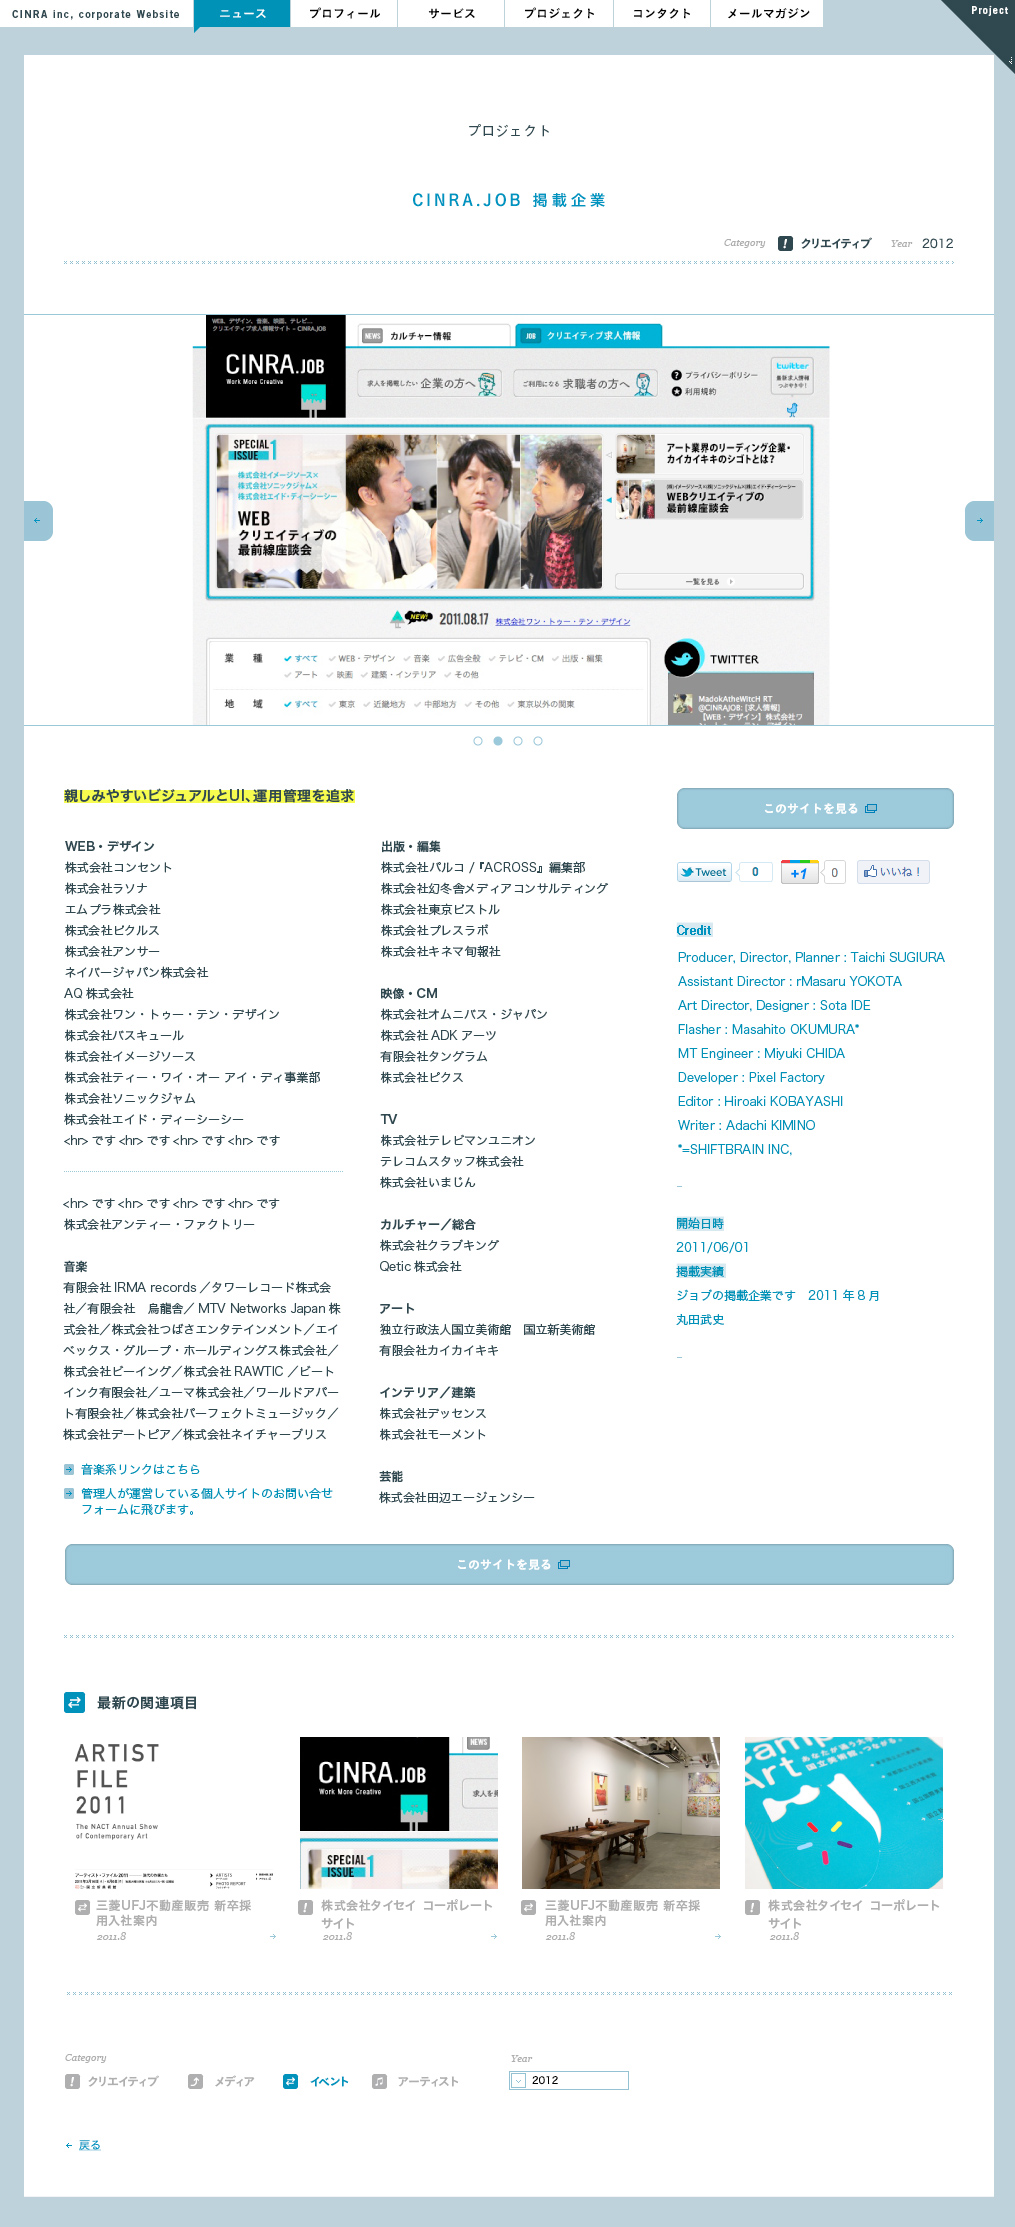 CINRA inc, corporate Website
ニュース
プロフィール
サービス
プロジェクト
コンタクト
メールマガジン
Project
プロジェクト
CINRA.JOB 掲載企業
Category クリエイティブ Year 2012
WEB、デザイン、音楽、映画、テレビ...
クリエイティブ求人情報サイト - CINRA.JOB
CINRA.JOB
Work More Creative
NEWS カルチャー情報
JOB クリエイティブ求人情報
求人を掲載したい 企業の方へ
ご利用になる 求職者の方へ
プライバシーポリシー
利用規約
twitter
最新求人情報
つぶやき中!
SPECIAL
ISSUE 1
株式会社イメージソース×
株式会社ソニックジャム×
株式会社エイド・ディーシーシー
WEB
クリエイティブの
最前線座談会
アート業界のリーディング企業・
カイカイキキのシゴトとは?
(株)イメージソース×(株)ソニックジャム×(株)エイド・ディーシーシー
WEBクリエイティブの
最前線座談会
一覧を見る
NEW! 2011.08.17 株式会社ワン・トゥー・テン・デザイン
業 種 すべて WEB・デザイン 音楽 広告全般 テレビ・CM 出版・編集
アート 映画 建築・インテリア その他
地 域 すべて 東京 近畿地方 中部地方 その他 東京以外の関東
TWITTER
MadokAtheWitcH RT
@CINRAJOB: [求人情報]
【WEB・デザイン】株式会社ワ
親しみやすいビジュアルとUI、運用管理を追求
WEB・デザイン
株式会社コンセント
株式会社ラソナ
エムプラ株式会社
株式会社ピクルス
株式会社アンサー
ネイバージャパン株式会社
AQ 株式会社
株式会社ワン・トゥー・テン・デザイン
株式会社バスキュール
株式会社イメージソース
株式会社ティー・ワイ・オー アイ・ディ事業部
株式会社ソニックジャム
株式会社エイド・ディーシーシー
<hr> です <hr> です <hr> です <hr> です
<hr> です <hr> です <hr> です <hr> です
株式会社アンティー・ファクトリー
音楽
有限会社 IRMA records ／タワーレコード株式会
社／有限会社　烏龍舎／ MTV Networks Japan 株
式会社／株式会社つばさエンタテインメント／エイ
ベックス・グループ・ホールディングス株式会社／
株式会社ビーイング／株式会社 RAWTIC ／ビート
インク有限会社／ユーマ株式会社／ワールドアパー
ト有限会社／株式会社パーフェクトミュージック／
株式会社デートピア／株式会社ネイチャーブリス
音楽系リンクはこちら
管理人が運営している個人サイトのお問い合せ
フォームに飛びます。
出版・編集
株式会社パルコ /『ACROSS』編集部
株式会社幻冬舎メディアコンサルティング
株式会社東京ピストル
株式会社プレスラボ
株式会社キネマ旬報社
映像・CM
株式会社オムニバス・ジャパン
株式会社 ADK アーツ
有限会社タングラム
株式会社ピクス
TV
株式会社テレビマンユニオン
テレコムスタッフ株式会社
株式会社いまじん
カルチャー／総合
株式会社クラブキング
Qetic 株式会社
アート
独立行政法人国立美術館　国立新美術館
有限会社カイカイキキ
インテリア／建築
株式会社デッセンス
株式会社モーメント
芸能
株式会社田辺エージェンシー
このサイトを見る
Tweet 0
+1 0
いいね！
Credit
Producer, Director, Planner : Taichi SUGIURA
Assistant Director : rMasaru YOKOTA
Art Director, Designer : Sota IDE
Flasher : Masahito OKUMURA*
MT Engineer : Miyuki CHIDA
Developer : Pixel Factory
Editor : Hiroaki KOBAYASHI
Writer : Adachi KIMINO
*=SHIFTBRAIN INC,
開始日時
2011/06/01
掲載実績
ジョブの掲載企業です　2011 年 8 月
丸田武史
このサイトを見る
最新の関連項目
ARTIST
FILE
2011
The NACT Annual Show
of Contemporary Art
三菱UFJ不動産販売 新卒採
用入社案内
2011.8
NEWS
CINRA.JOB
Work More Creative
SPECIAL
ISSUE 1
株式会社タイセイ コーポレート
サイト
2011.8
三菱UFJ不動産販売 新卒採
用入社案内
2011.8
株式会社タイセイ コーポレート
サイト
2011.8
Category
クリエイティブ
メディア
イベント
アーティスト
Year
2012
戻る